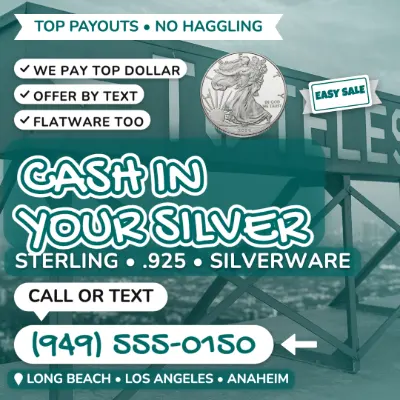 TOP PAYOUTS • NO HAGGLING
WE PAY TOP DOLLAR
OFFER BY TEXT
FLATWARE TOO
EASY SALE
CASH IN
YOUR SILVER
STERLING • .925 • SILVERWARE
CALL OR TEXT
(949) 555-0150
LONG BEACH • LOS ANGELES • ANAHEIM